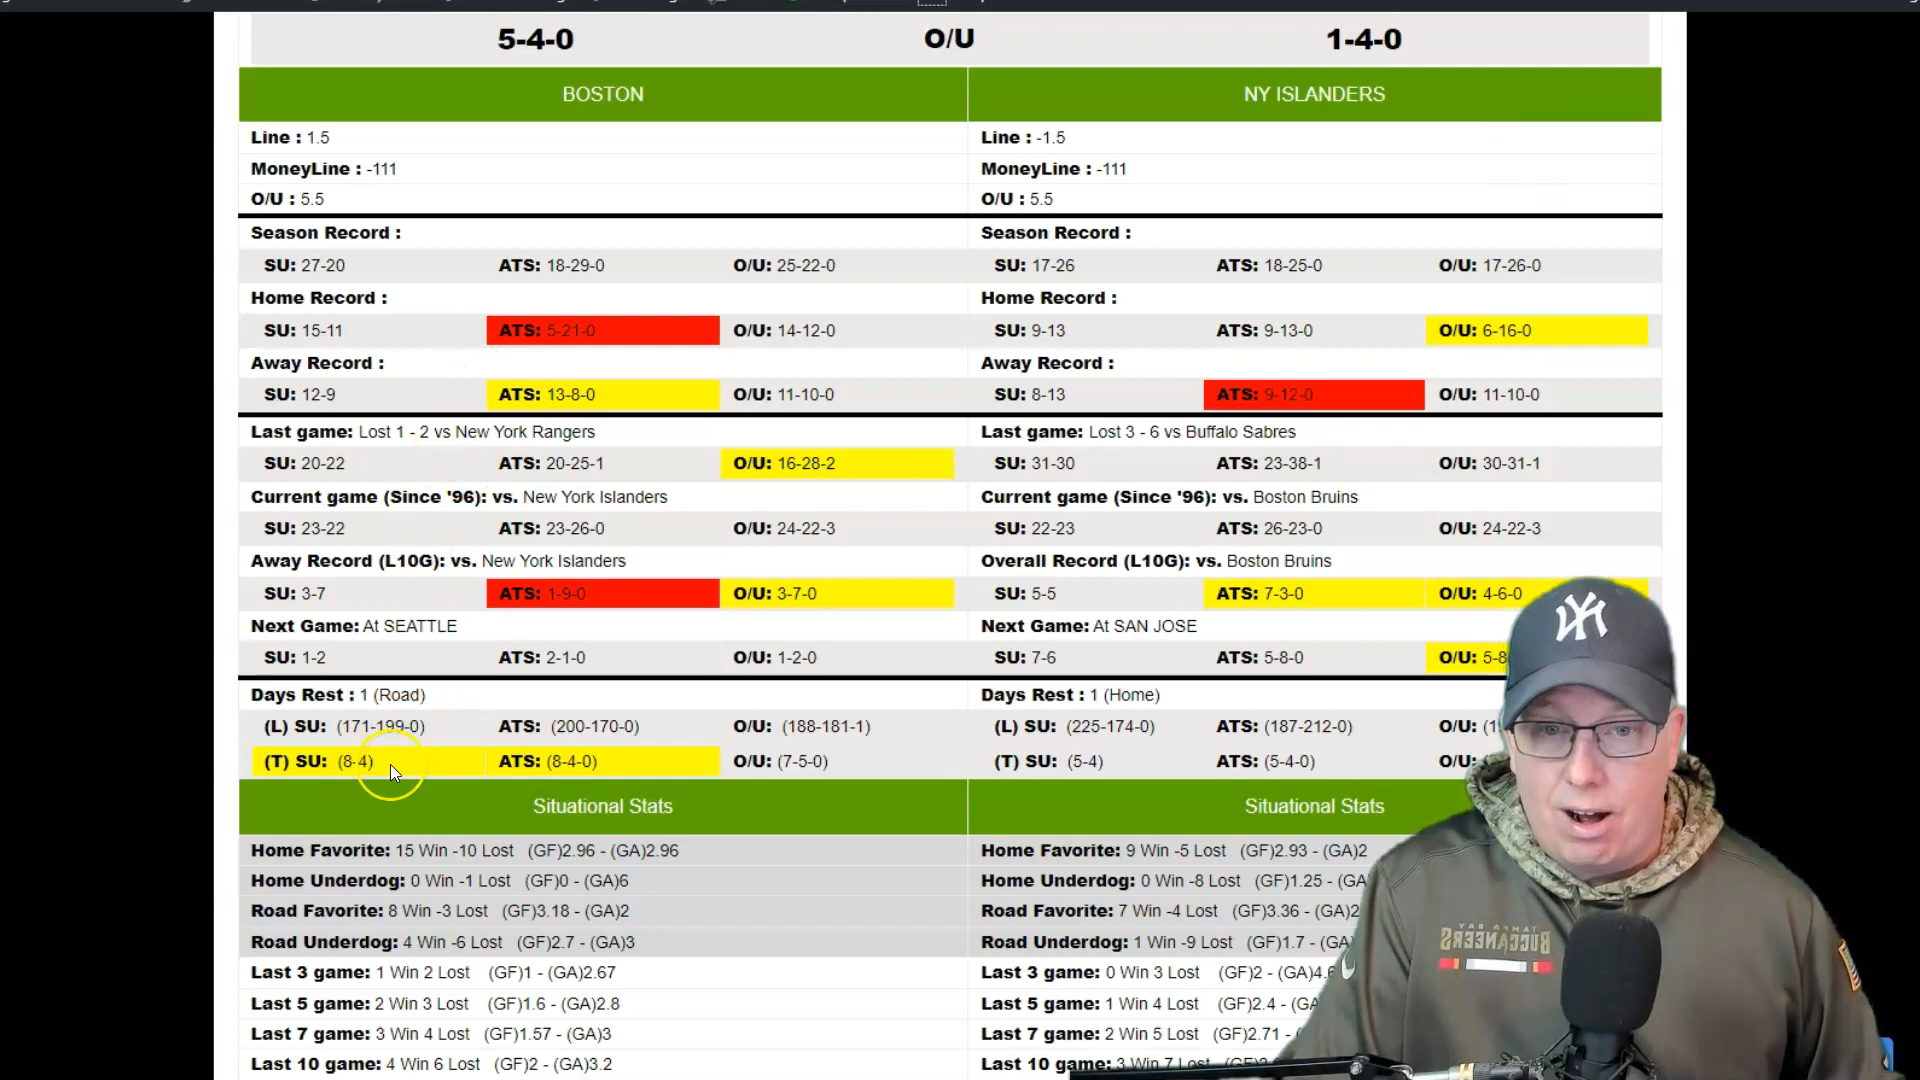 5-4-0 O/U 1-4-0
BOSTON NY ISLANDERS
Line : 1.5 Line : -1.5
MoneyLine : -111 MoneyLine : -111
O/U : 5.5 O/U : 5.5
Season Record : Season Record :
SU: 27-20 ATS: 18-29-0 O/U: 25-22-0 SU: 17-26 ATS: 18-25-0 O/U: 17-26-0
Home Record : Home Record :
SU: 15-11 ATS: 5-21-0 O/U: 14-12-0 SU: 9-13 ATS: 9-13-0 O/U: 6-16-0
Away Record : Away Record :
SU: 12-9 ATS: 13-8-0 O/U: 11-10-0 SU: 8-13 ATS: 9-12-0 O/U: 11-10-0
Last game: Lost 1 - 2 vs New York Rangers Last game: Lost 3 - 6 vs Buffalo Sabres
SU: 20-22 ATS: 20-25-1 O/U: 16-28-2 SU: 31-30 ATS: 23-38-1 O/U: 30-31-1
Current game (Since '96): vs. New York Islanders Current game (Since '96): vs. Boston Bruins
SU: 23-22 ATS: 23-26-0 O/U: 24-22-3 SU: 22-23 ATS: 26-23-0 O/U: 24-22-3
Away Record (L10G): vs. New York Islanders Overall Record (L10G): vs. Boston Bruins
SU: 3-7 ATS: 1-9-0 O/U: 3-7-0 SU: 5-5 ATS: 7-3-0 O/U: 4-6-0
Next Game: At SEATTLE Next Game: At SAN JOSE
SU: 1-2 ATS: 2-1-0 O/U: 1-2-0 SU: 7-6 ATS: 5-8-0 O/U: 5-8
Days Rest : 1 (Road) Days Rest : 1 (Home)
(L) SU: (171-199-0) ATS: (200-170-0) O/U: (188-181-1) (L) SU: (225-174-0) ATS: (187-212-0) O/U:
(T) SU: (8-4) ATS: (8-4-0) O/U: (7-5-0) (T) SU: (5-4) ATS: (5-4-0) O/U:
Situational Stats Situational Stats
Home Favorite: 15 Win -10 Lost (GF)2.96 - (GA)2.96 Home Favorite: 9 Win -5 Lost (GF)2.93 - (GA)2
Home Underdog: 0 Win -1 Lost (GF)0 - (GA)6 Home Underdog: 0 Win -8 Lost (GF)1.25 - (GA
Road Favorite: 8 Win -3 Lost (GF)3.18 - (GA)2 Road Favorite: 7 Win -4 Lost (GF)3.36 - (GA)2
Road Underdog: 4 Win -6 Lost (GF)2.7 - (GA)3 Road Underdog: 1 Win -9 Lost (GF)1.7 - (GA)
Last 3 game: 1 Win 2 Lost (GF)1 - (GA)2.67 Last 3 game: 0 Win 3 Lost (GF)2 - (GA)4.6
Last 5 game: 2 Win 3 Lost (GF)1.6 - (GA)2.8 Last 5 game: 1 Win 4 Lost (GF)2.4 - (GA
Last 7 game: 3 Win 4 Lost (GF)1.57 - (GA)3 Last 7 game: 2 Win 5 Lost (GF)2.71 -
Last 10 game: 4 Win 6 Lost (GF)2 - (GA)3.2 Last 10 game: 3 Win 7 Lost
NY
TAMPA BAY
BUCCANEERS